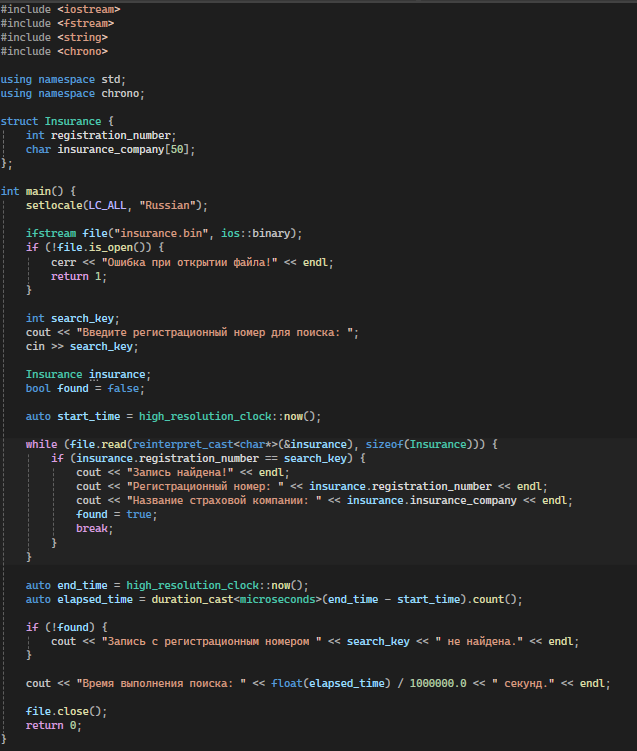 #include <iostream>
#include <fstream>
#include <string>
#include <chrono>
using namespace std;
using namespace chrono;
struct Insurance {
int registration_number;
char insurance_company[50];
};
int main() {
setlocale(LC_ALL, "Russian");
ifstream file("insurance.bin", ios::binary);
if (!file.is_open()) {
cerr << "Ошибка при открытии файла!" << endl;
return 1;
}
int search_key;
cout << "Введите регистрационный номер для поиска: ";
cin >> search_key;
Insurance insurance;
bool found = false;
auto start_time = high_resolution_clock::now();
while (file.read(reinterpret_cast<char*>(&insurance), sizeof(Insurance))) {
if (insurance.registration_number == search_key) {
cout << "Запись найдена!" << endl;
cout << "Регистрационный номер: " << insurance.registration_number << endl;
cout << "Название страховой компании: " << insurance.insurance_company << endl;
found = true;
break;
}
}
auto end_time = high_resolution_clock::now();
auto elapsed_time = duration_cast<microseconds>(end_time - start_time).count();
if (!found) {
cout << "Запись с регистрационным номером " << search_key << " не найдена." << endl;
}
cout << "Время выполнения поиска: " << float(elapsed_time) / 1000000.0 << " секунд." << endl;
file.close();
return 0;
}